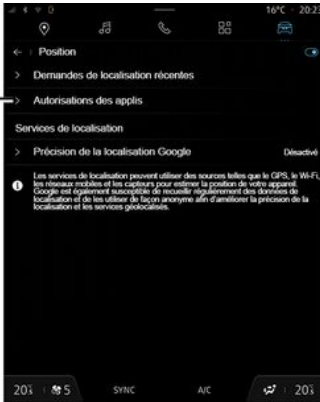 16°C 20:23
Position
Demandes de localisation récentes
Autorisations des applis
Services de localisation
Précision de la localisation Google Désactivé
Les services de localisation peuvent utiliser des sources telles que le GPS, le Wi-Fi,
les réseaux mobiles et les capteurs pour estimer la position de votre appareil.
Google est également susceptible de recueillir régulièrement des données de
localisation et de les utiliser de façon anonyme afin d'améliorer la précision de la
localisation et les services géolocalisés.
20 5 SYNC A/C 20